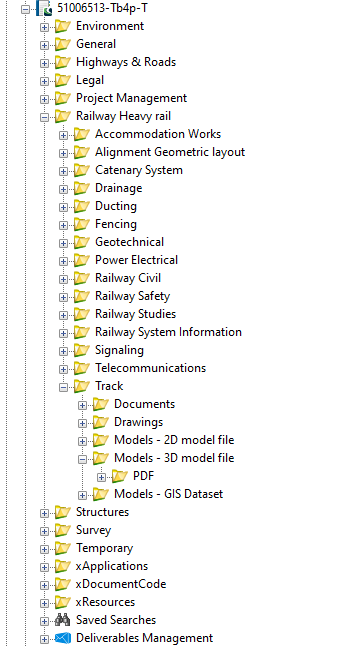 51006513-Tb4p-T
Environment
General
Highways & Roads
Legal
Project Management
Railway Heavy rail
Accommodation Works
Alignment Geometric layout
Catenary System
Drainage
Ducting
Fencing
Geotechnical
Power Electrical
Railway Civil
Railway Safety
Railway Studies
Railway System Information
Signaling
Telecommunications
Track
Documents
Drawings
Models - 2D model file
Models - 3D model file
PDF
Models - GIS Dataset
Structures
Survey
Temporary
xApplications
xDocumentCode
xResources
Saved Searches
Deliverables Management